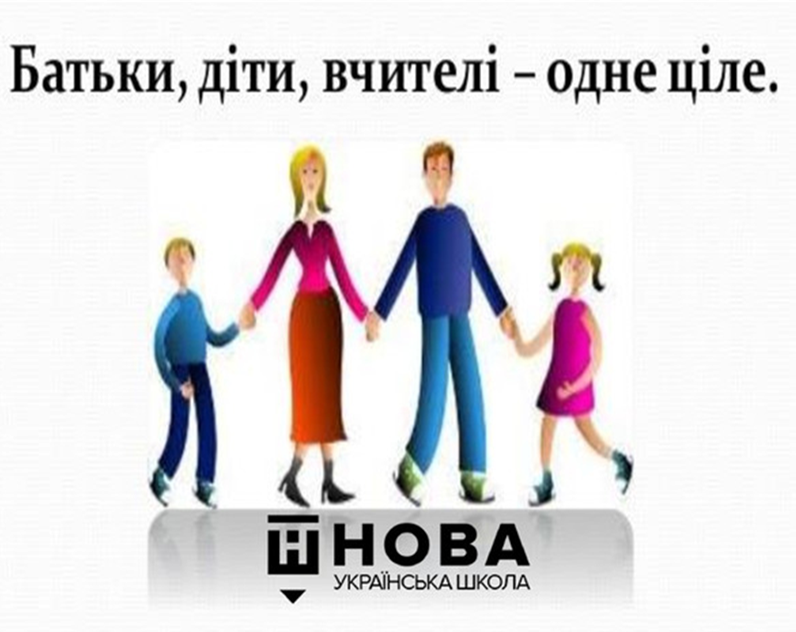 Батьки, діти, вчителі – одне ціле.
НОВА
УКРАЇНСЬКА ШКОЛА